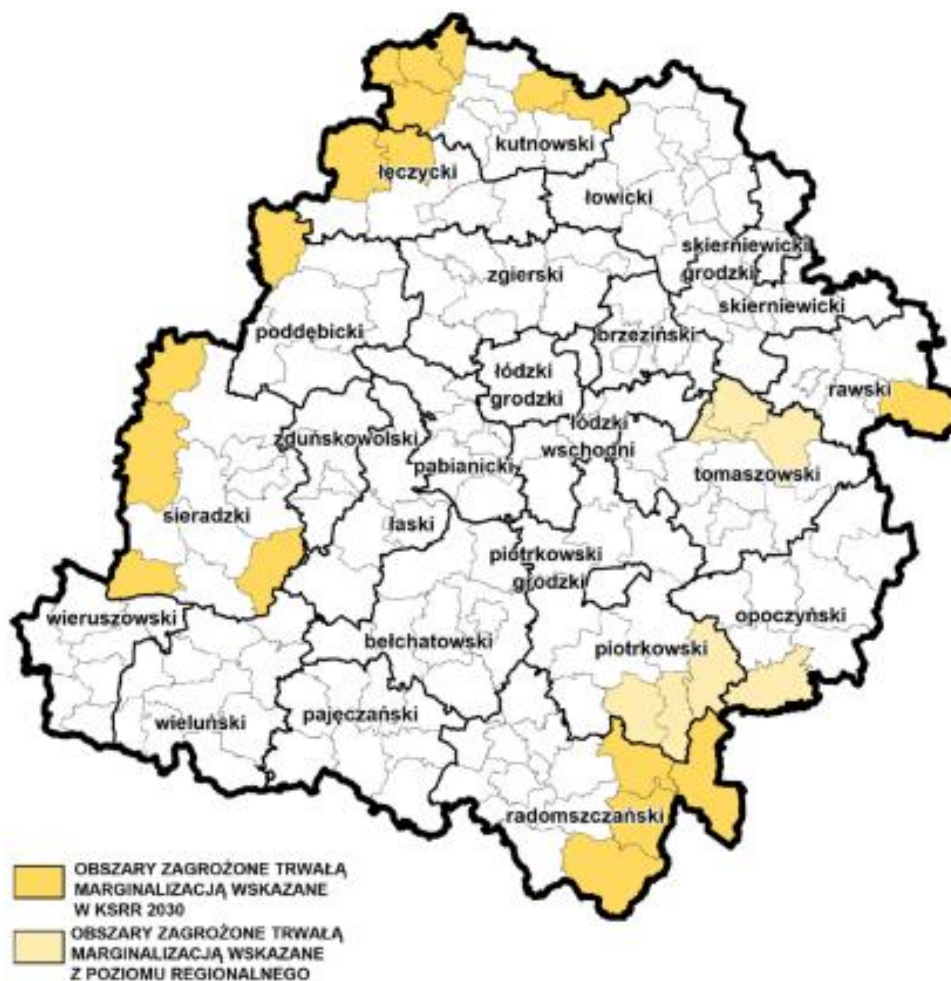 kutnowski
łęczycki
łowicki
skierniewicki
grodzki
zgierski
skierniewicki
poddębicki
brzeziński
łódzki
grodzki
rawski
łódzki
wschodni
zduńskowolski
pabianicki
tomaszowski
sieradzki
łaski
piotrkowski
grodzki
wieruszowski
opoczyński
bełchatowski
piotrkowski
wieluński
pajęczański
radomszczański
OBSZARY ZAGROŻONE TRWAŁĄ
MARGINALIZACJĄ WSKAZANE
W KSRR 2030
OBSZARY ZAGROŻONE TRWAŁĄ
MARGINALIZACJĄ WSKAZANE
Z POZIOMU REGIONALNEGO